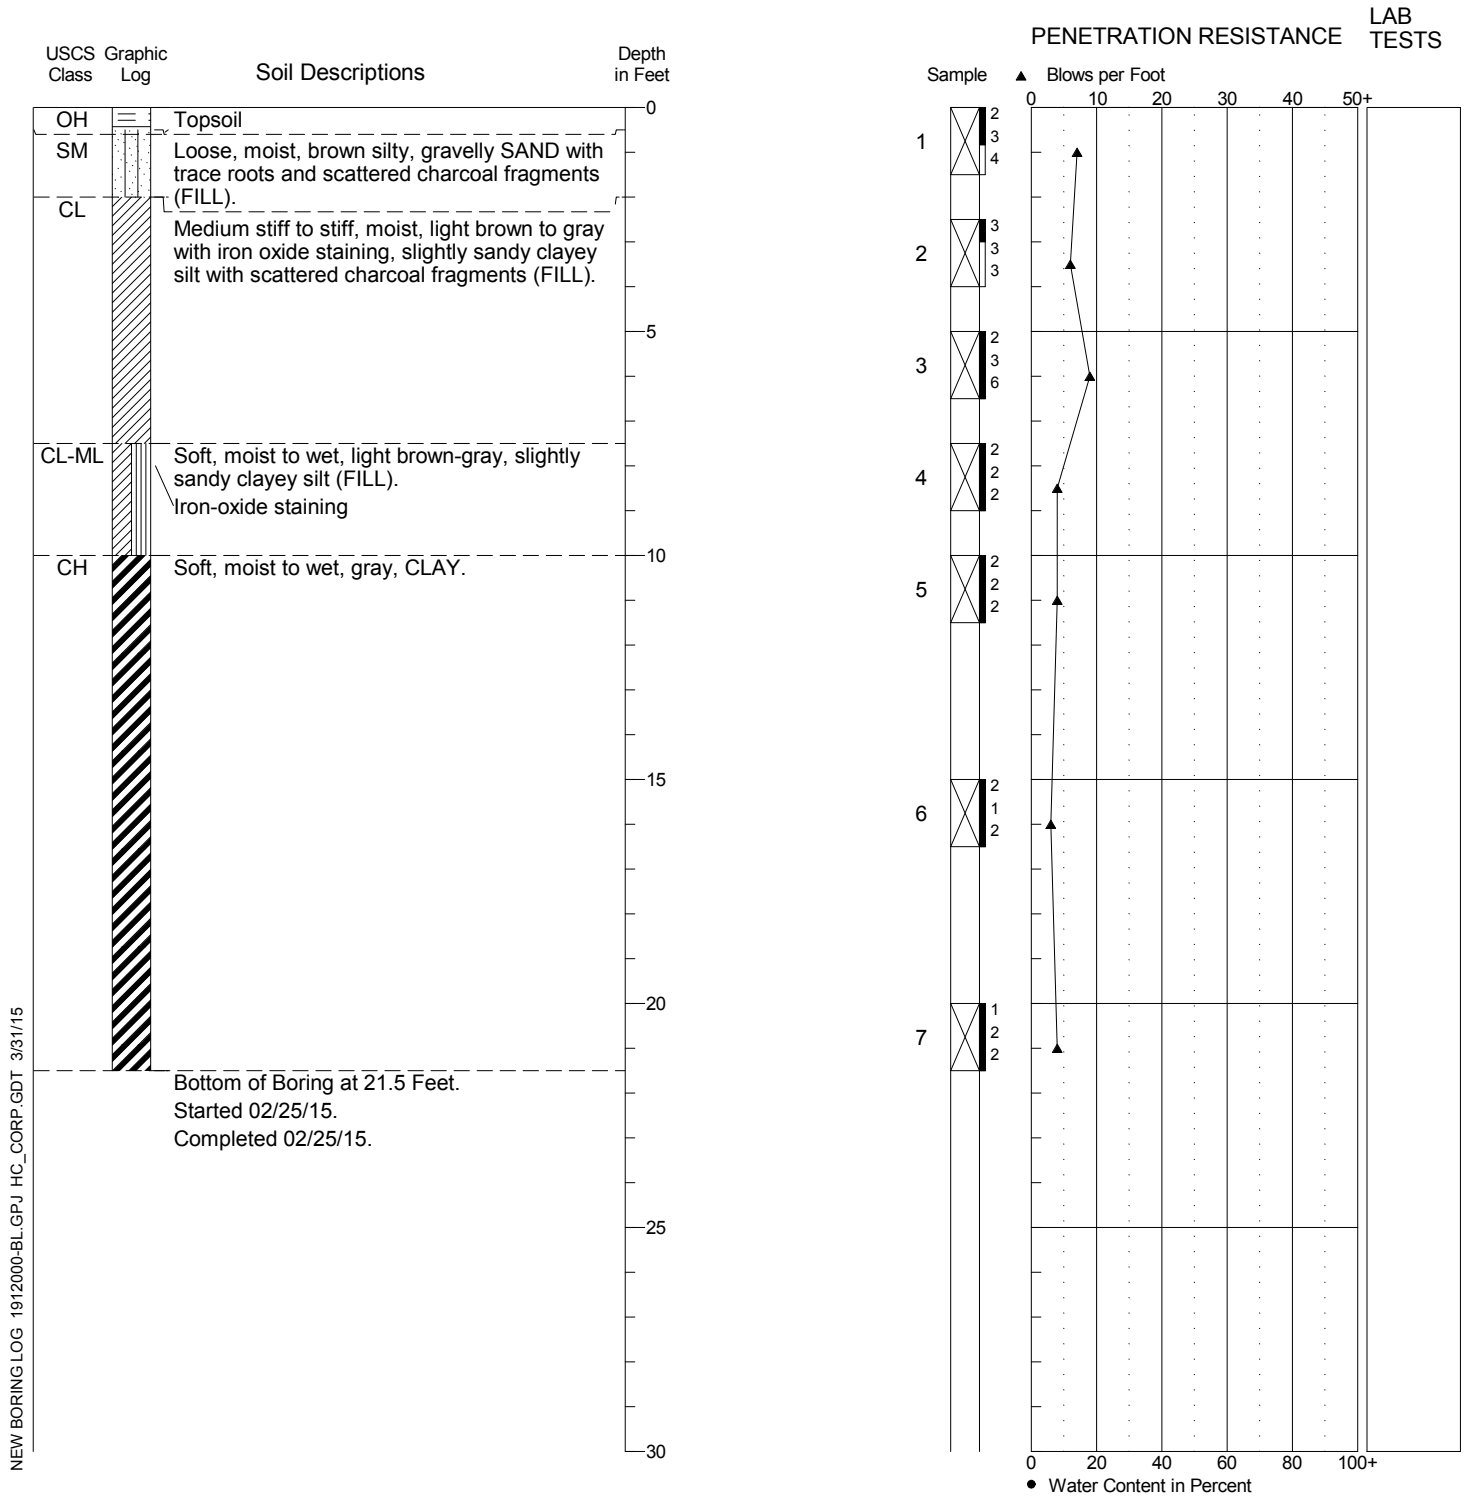 USCS Class
Graphic Log
Soil Descriptions
Depth in Feet
Sample
PENETRATION RESISTANCE
▲ Blows per Foot
LAB TESTS
0 10 20 30 40 50+
OH
Topsoil
SM
Loose, moist, brown silty, gravelly SAND with
trace roots and scattered charcoal fragments
(FILL).
CL
Medium stiff to stiff, moist, light brown to gray
with iron oxide staining, slightly sandy clayey
silt with scattered charcoal fragments (FILL).
CL-ML
Soft, moist to wet, light brown-gray, slightly
sandy clayey silt (FILL).
Iron-oxide staining
CH
Soft, moist to wet, gray, CLAY.
Bottom of Boring at 21.5 Feet.
Started 02/25/15.
Completed 02/25/15.
0
5
10
15
20
25
30
1
2
3
4
2
3
3
3
3
2
3
6
4
2
2
2
5
2
2
2
6
2
1
2
7
1
2
2
0 20 40 60 80 100+
● Water Content in Percent
NEW BORING LOG 1912000-BL.GPJ HC_CORP.GDT 3/31/15